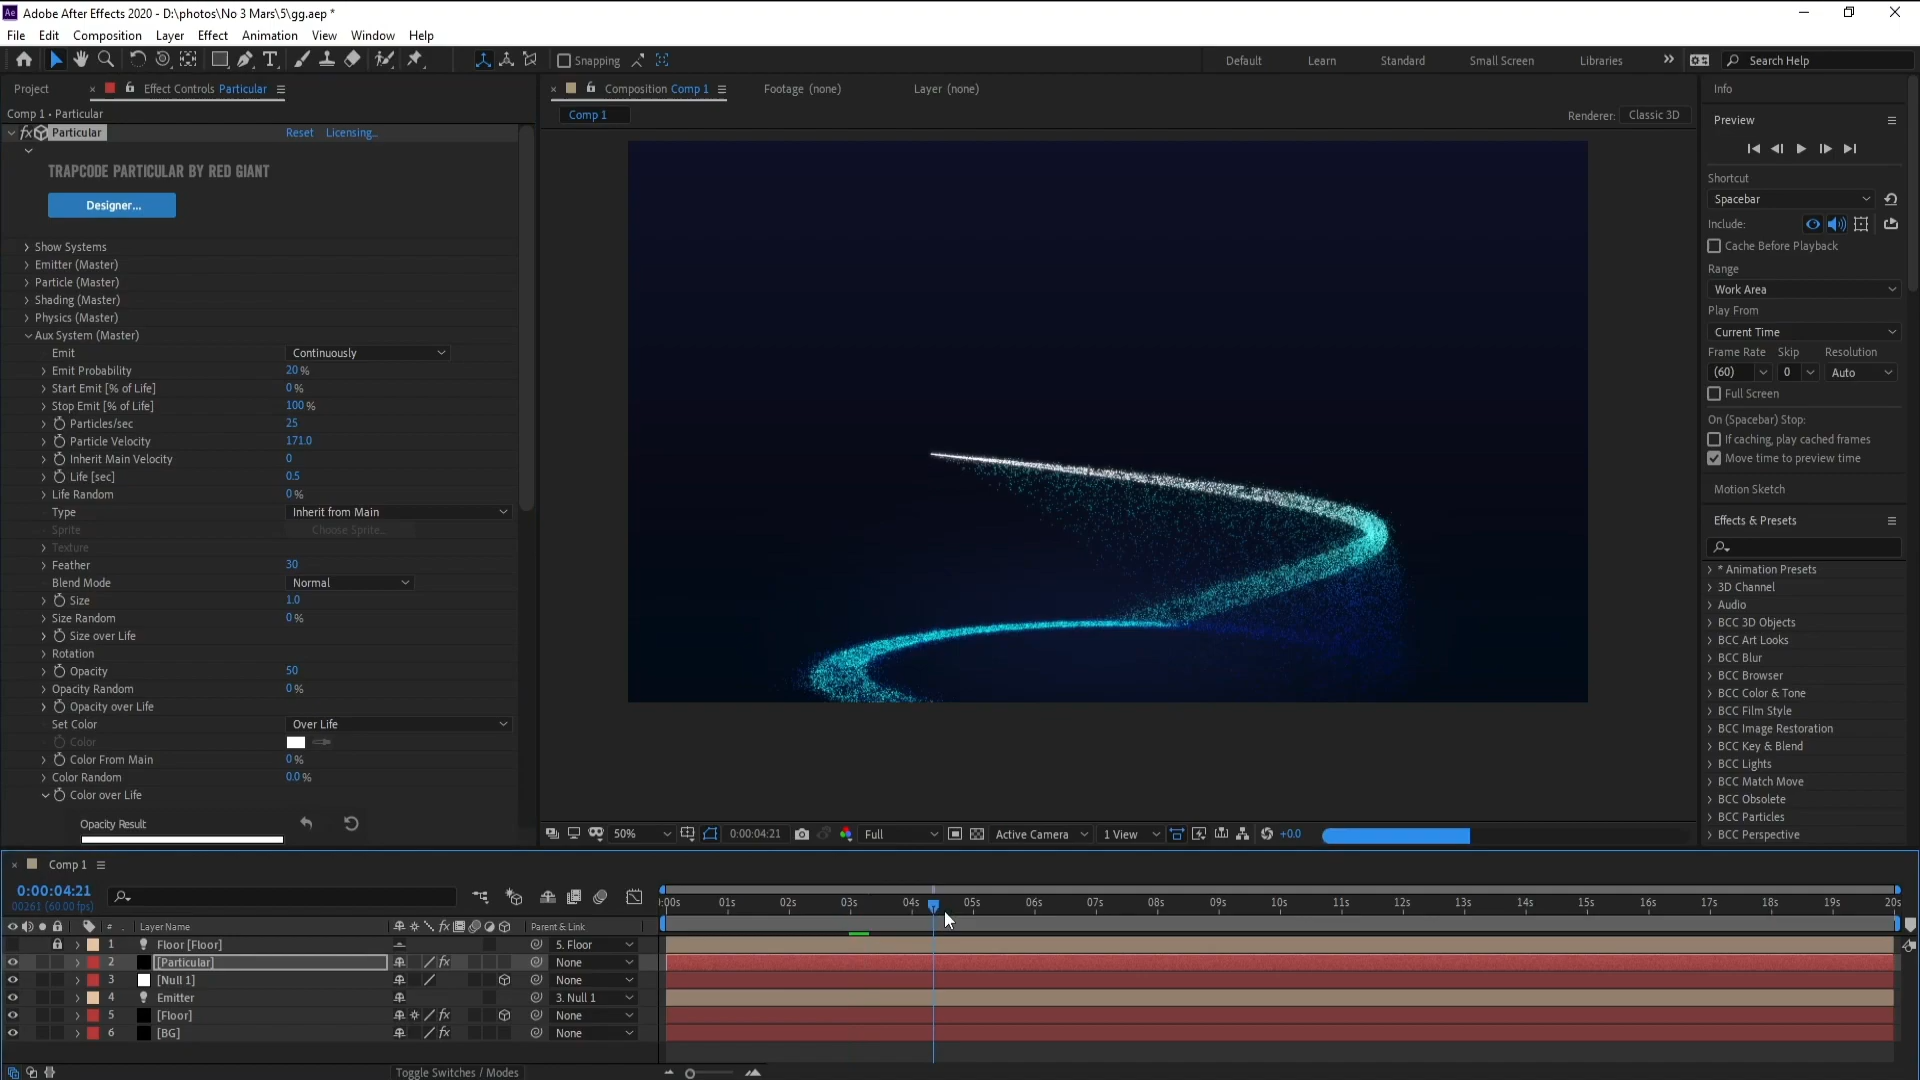 Adobe After Effects 2020 - D:\photos\No 3 Mars\5\gg.aep *
File Edit Composition Layer Effect Animation View Window Help
Snapping
Default Learn Standard Small Screen Libraries Search Help
Project Effect Controls Particular
Composition Comp 1 Footage (none) Layer (none)
Comp 1 • Particular
Comp 1
Renderer: Classic 3D
fx Particular Reset Licensing...
TRAPCODE PARTICULAR BY RED GIANT
Designer...
Show Systems
Emitter (Master)
Particle (Master)
Shading (Master)
Physics (Master)
Aux System (Master)
Emit Continuously
Emit Probability 20 %
Start Emit [% of Life] 0 %
Stop Emit [% of Life] 100 %
Particles/sec 25
Particle Velocity 171.0
Inherit Main Velocity 0
Life [sec] 0.5
Life Random 0 %
Type Inherit from Main
Sprite Choose Sprite...
Texture
Feather 30
Blend Mode Normal
Size 1.0
Size Random 0 %
Size over Life
Rotation
Opacity 50
Opacity Random 0 %
Opacity over Life
Set Color Over Life
Color
Color From Main 0 %
Color Random 0.0 %
Color over Life
Opacity Result
50% 0:00:04:21 Full Active Camera 1 View +0.0
Info
Preview
Shortcut
Spacebar
Include:
Cache Before Playback
Range
Work Area
Play From
Current Time
Frame Rate Skip Resolution
(60) 0 Auto
Full Screen
On (Spacebar) Stop:
If caching, play cached frames
Move time to preview time
Motion Sketch
Effects & Presets
* Animation Presets
3D Channel
Audio
BCC 3D Objects
BCC Art Looks
BCC Blur
BCC Browser
BCC Color & Tone
BCC Film Style
BCC Image Restoration
BCC Key & Blend
BCC Lights
BCC Match Move
BCC Obsolete
BCC Particles
BCC Perspective
Comp 1
0:00:04:21
00261 (60.00 fps)
:00s 01s 02s 03s 04s 05s 06s 07s 08s 09s 10s 11s 12s 13s 14s 15s 16s 17s 18s 19s 20s
# Layer Name fx Parent & Link
1 Floor [Floor] 5. Floor
2 [Particular] fx None
3 [Null 1] None
4 Emitter 3. Null 1
5 [Floor] fx None
6 [BG] fx None
Toggle Switches / Modes